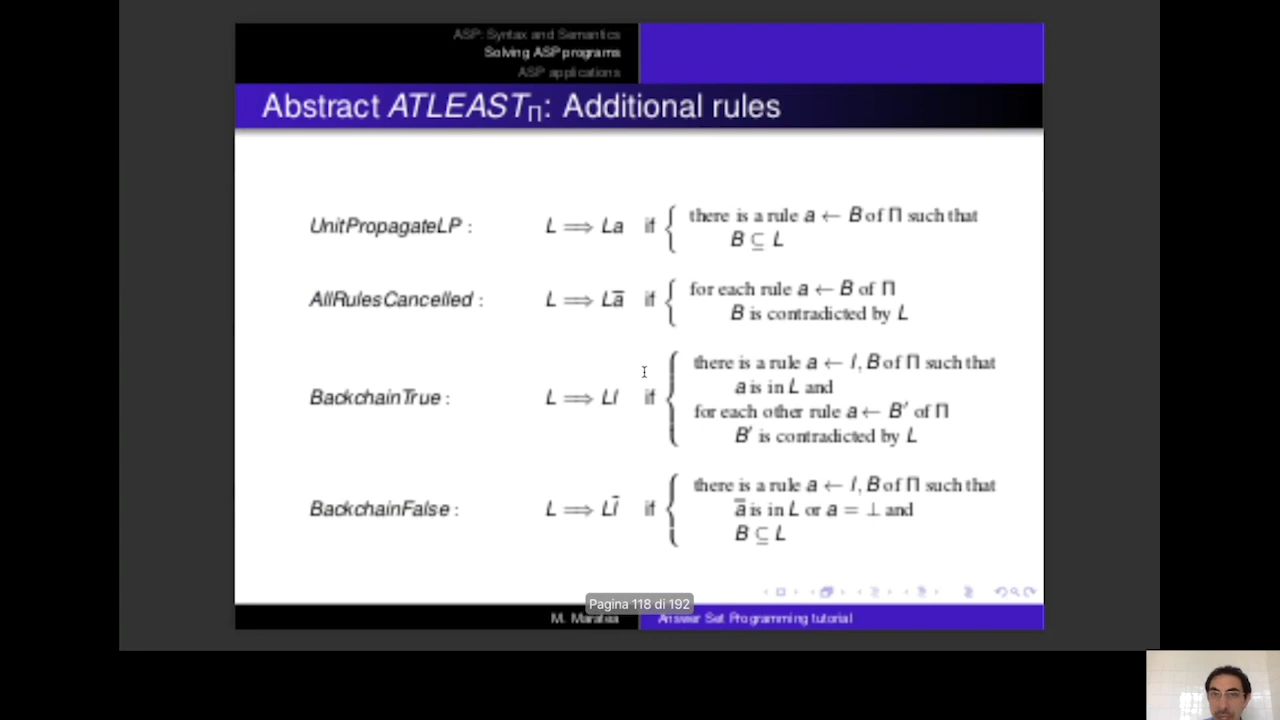 ASP: Syntax and Semantics
Solving ASP programs
ASP applications
Abstract ATLEAST_Π: Additional rules
UnitPropagateLP : L ⟹ La if { there is a rule a ← B of Π such that
B ⊆ L
AllRulesCancelled : L ⟹ La̅ if { for each rule a ← B of Π
B is contradicted by L
BackchainTrue : L ⟹ Ll if { there is a rule a ← l, B of Π such that
a is in L and
for each other rule a ← B′ of Π
B′ is contradicted by L
BackchainFalse : L ⟹ Ll̅ if { there is a rule a ← l, B of Π such that
a̅ is in L or a = ⊥ and
B ⊆ L
Pagina 118 di 192
M. Maratea
Answer Set Programming tutorial